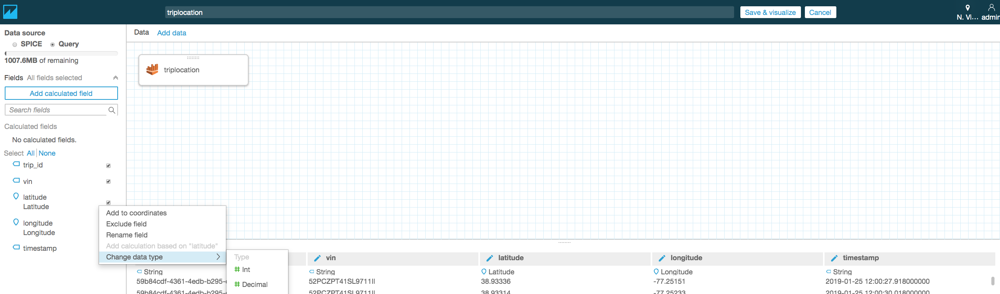 triplocation
Save & visualize
Cancel
N. Vi...
admin
Data source
SPICE
Query
1007.6MB of remaining
Fields All fields selected
Add calculated field
Search fields
Calculated fields
No calculated fields.
Select All None
trip_id
vin
latitude
Latitude
longitude
Longitude
timestamp
Data Add data
triplocation
Add to coordinates
Exclude field
Rename field
Add calculation based on "latitude"
Change data type
Type
Int
Decimal
vin latitude longitude timestamp
String String Latitude Longitude String
59b84cdf-4361-4edb-b295- 52PCZPT41SL9711II 38.93336 -77.25151 2019-01-25 12:00:27.918000000
59b84cdf-4361-4edb-b295- 52PCZPT41SL9711II 38.93314 -77.25233 2019-01-25 12:00:30.018000000